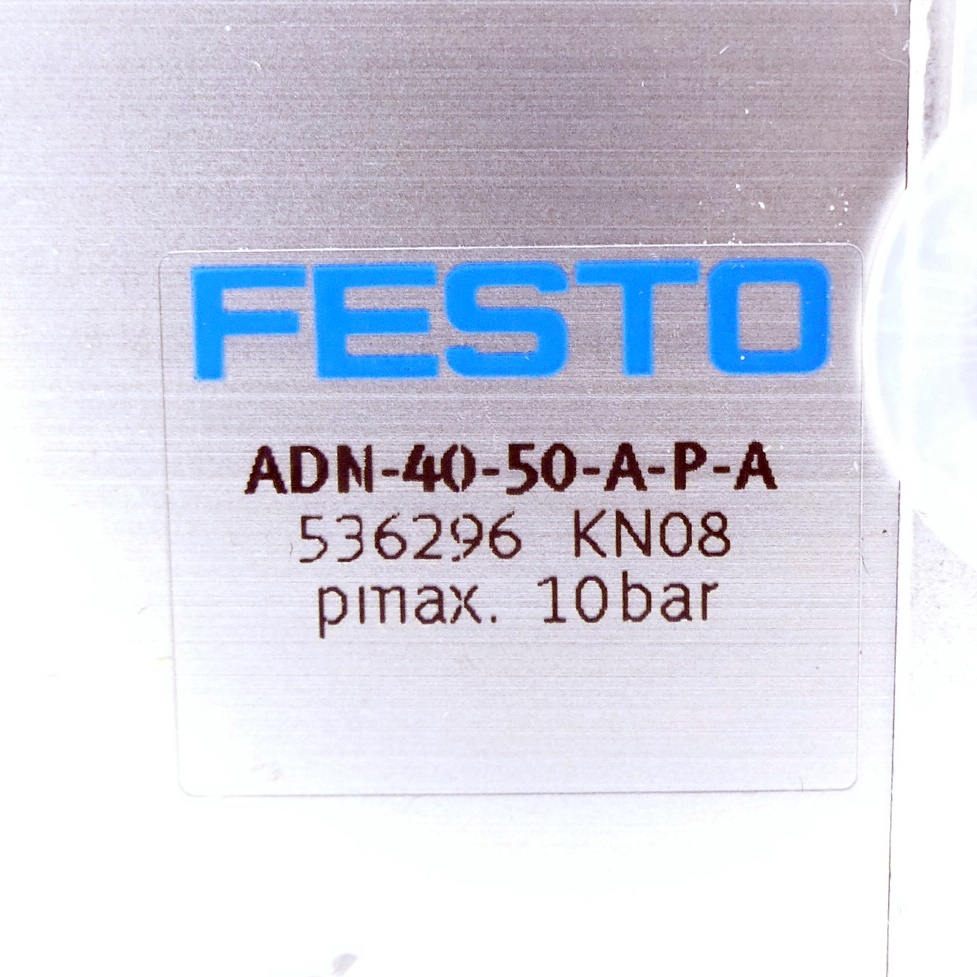 FESTO
ADN-40-50-A-P-A
536296 KN08
pmax. 10bar